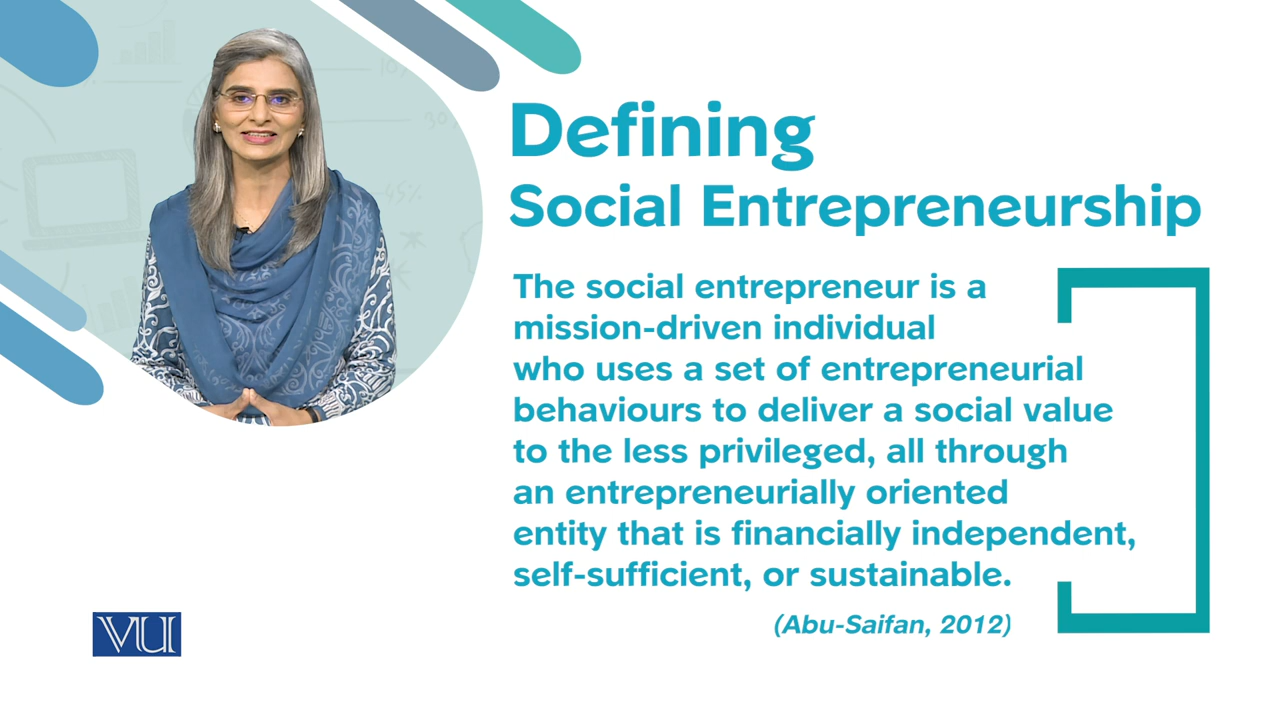 Defining
Social Entrepreneurship
The social entrepreneur is a
mission-driven individual
who uses a set of entrepreneurial
behaviours to deliver a social value
to the less privileged, all through
an entrepreneurially oriented
entity that is financially independent,
self-sufficient, or sustainable.
(Abu-Saifan, 2012)
VU